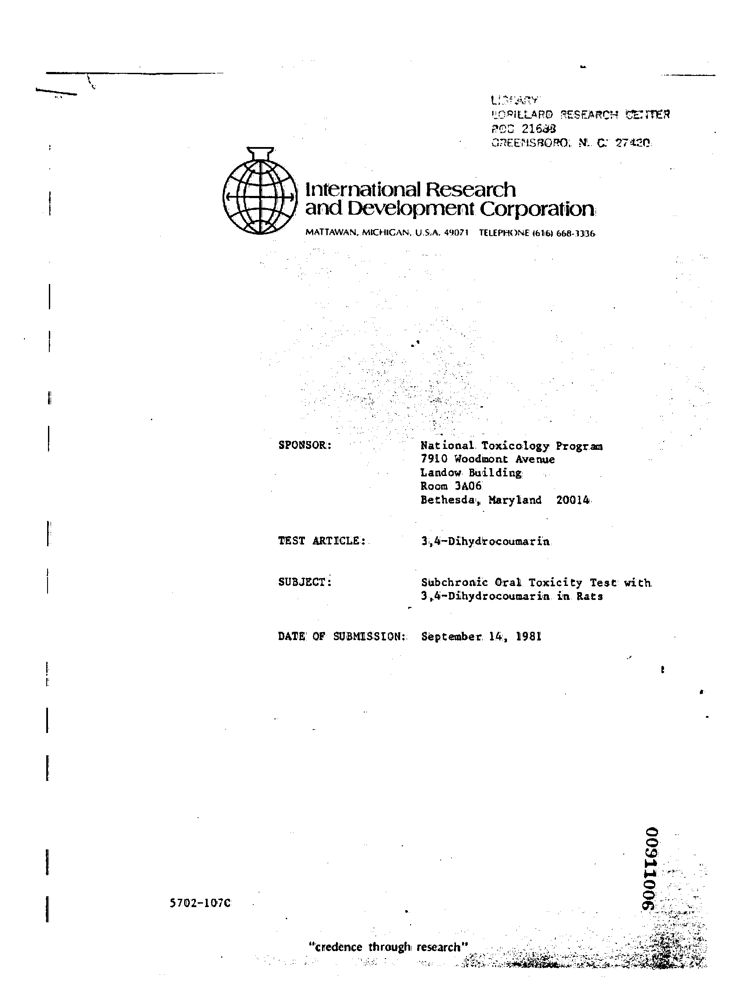 LIBRARY
LORILLARD RESEARCH CENTER
POB 21688
GREENSBORO, N. C. 27420
International Research
and Development Corporation
MATTAWAN, MICHIGAN, U.S.A. 49071 TELEPHONE (616) 668-3336
SPONSOR: National Toxicology Program
7910 Woodmont Avenue
Landow Building
Room 3A06
Bethesda, Maryland 20014
TEST ARTICLE: 3,4-Dihydrocoumarin
SUBJECT: Subchronic Oral Toxicity Test with
3,4-Dihydrocoumarin in Rats
DATE OF SUBMISSION: September 14, 1981
00911006
5702-107C
"credence through research"